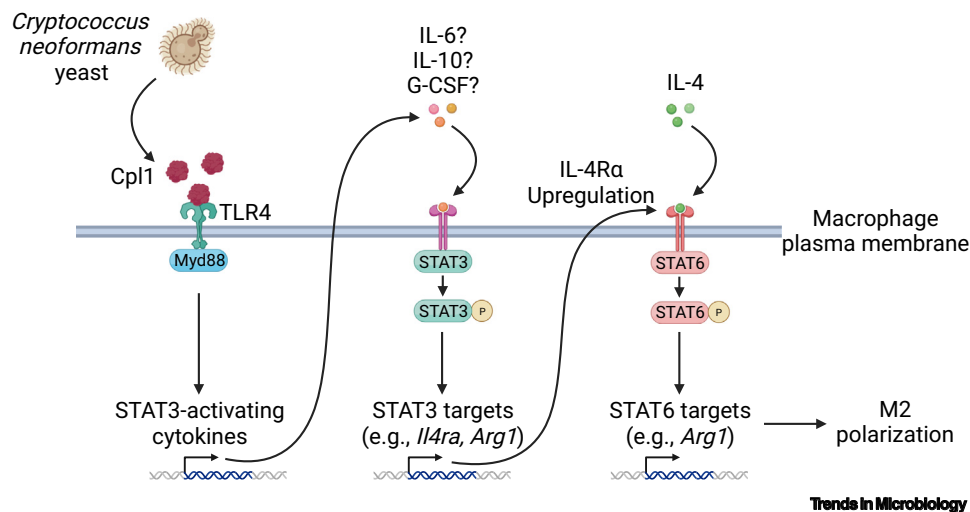 Cryptococcus
neoformans
yeast
Cpl1
TLR4
Myd88
STAT3-activating
cytokines
IL-6?
IL-10?
G-CSF?
STAT3
STAT3 P
STAT3 targets
(e.g., Il4ra, Arg1)
IL-4Rα
Upregulation
IL-4
STAT6
STAT6 P
STAT6 targets
(e.g., Arg1)
M2
polarization
Macrophage
plasma membrane
Trends in Microbiology